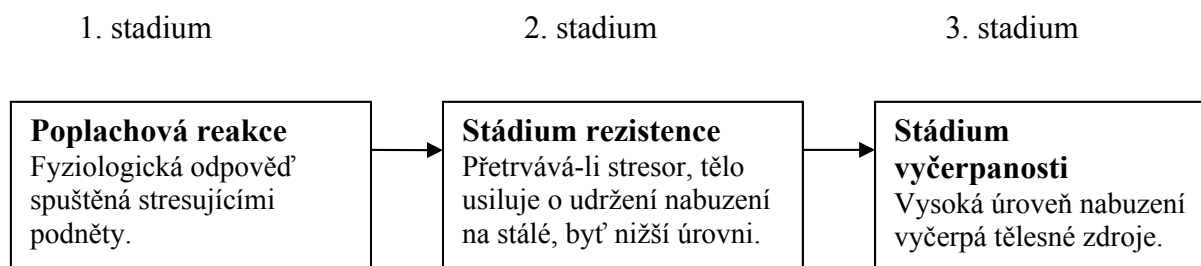 1. stadium
2. stadium
3. stadium
Poplachová reakce
Fyziologická odpověď
spuštěná stresujícími
podněty.
Stádium rezistence
Přetrvává-li stresor, tělo
usiluje o udržení nabuzení
na stálé, byť nižší úrovni.
Stádium
vyčerpanosti
Vysoká úroveň nabuzení
vyčerpá tělesné zdroje.